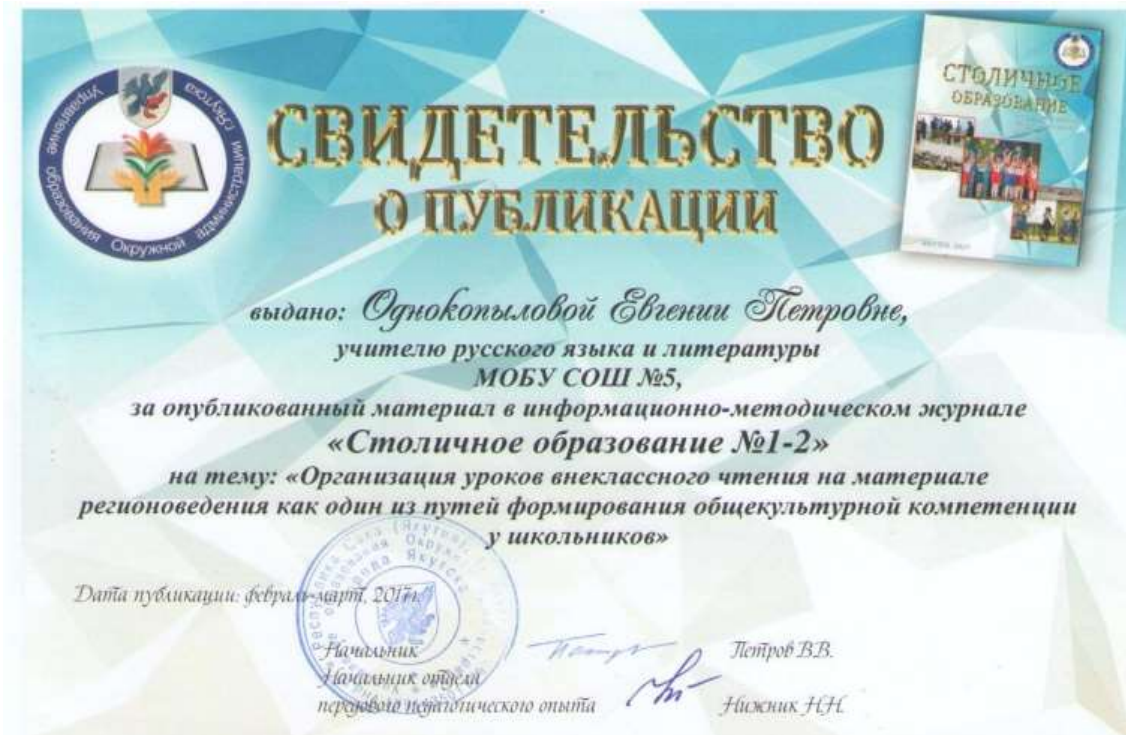 Управление образования Окружной администрации г.Якутска
СТОЛИЧНОЕ
ОБРАЗОВАНИЕ
СВИДЕТЕЛЬСТВО
О ПУБЛИКАЦИИ
выдано: Однокопыловой Евгении Петровне,
учителю русского языка и литературы
МОБУ СОШ №5,
за опубликованный материал в информационно-методическом журнале
«Столичное образование №1-2»
на тему: «Организация уроков внеклассного чтения на материале
регионоведения как один из путей формирования общекультурной компетенции
у школьников»
Дата публикации: февраль-март, 2017г.
Начальник Петров В.В.
Начальник отдела
передового педагогического опыта Нижник Н.Н.